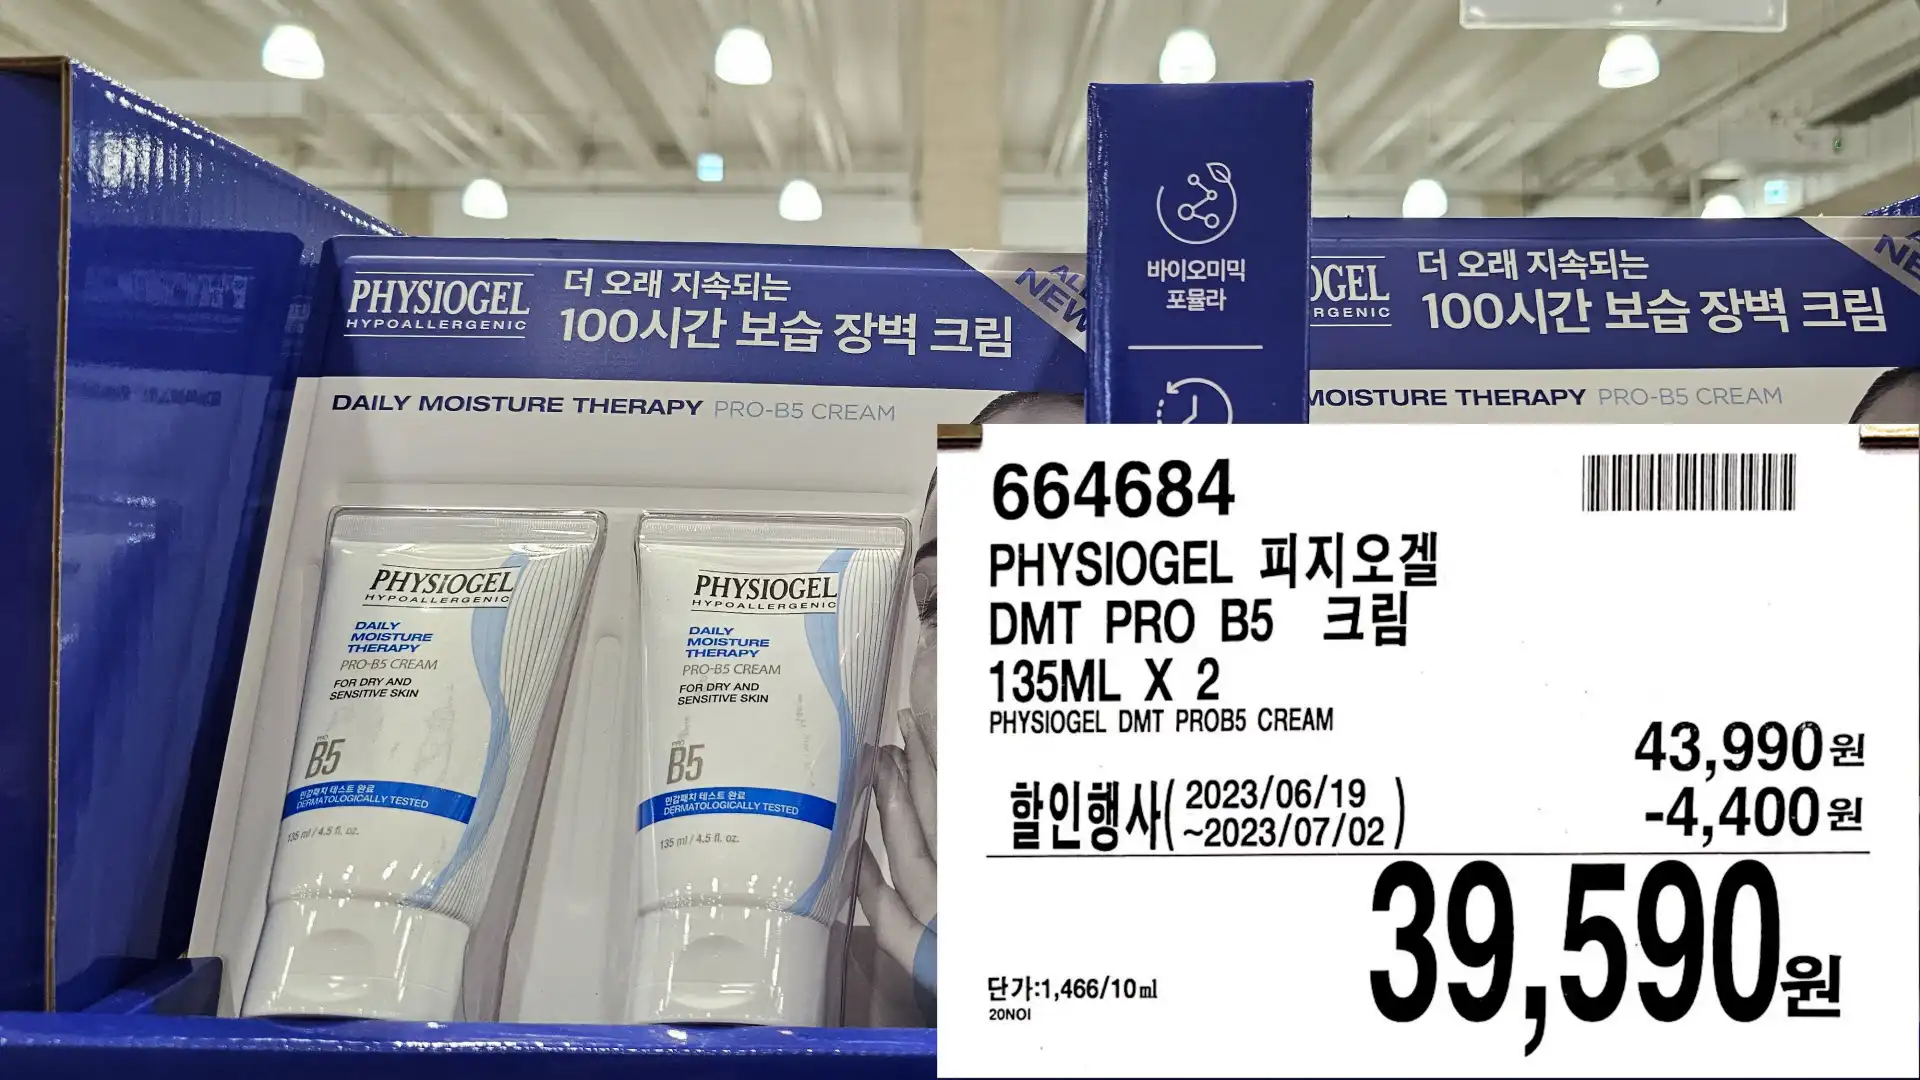 PHYSIOGEL
HYPOALLERGENIC
더 오래 지속되는
100시간 보습 장벽 크림
ALL
NEW
DAILY MOISTURE THERAPY PRO-B5 CREAM
바이오미믹
포뮬라
OGEL
RGENIC
더 오래 지속되는
100시간 보습 장벽 크림
NE
MOISTURE THERAPY PRO-B5 CREAM
PHYSIOGEL
HYPOALLERGENIC
DAILY
MOISTURE
THERAPY
PRO-B5 CREAM
FOR DRY AND
SENSITIVE SKIN
PRO
B5
민감패치 테스트 완료
DERMATOLOGICALLY TESTED
135 ml / 4.5 fl. oz.
PHYSIOGEL
HYPOALLERGENIC
DAILY
MOISTURE
THERAPY
PRO-B5 CREAM
FOR DRY AND
SENSITIVE SKIN
PRO
B5
민감패치 테스트 완료
DERMATOLOGICALLY TESTED
135 ml / 4.5 fl. oz.
664684
PHYSIOGEL 피지오겔
DMT PRO B5 크림
135ML X 2
PHYSIOGEL DMT PROB5 CREAM
43,990원
할인행사( 2023/06/19 ~2023/07/02 ) -4,400원
39,590원
단가:1,466/10㎖
20NOI